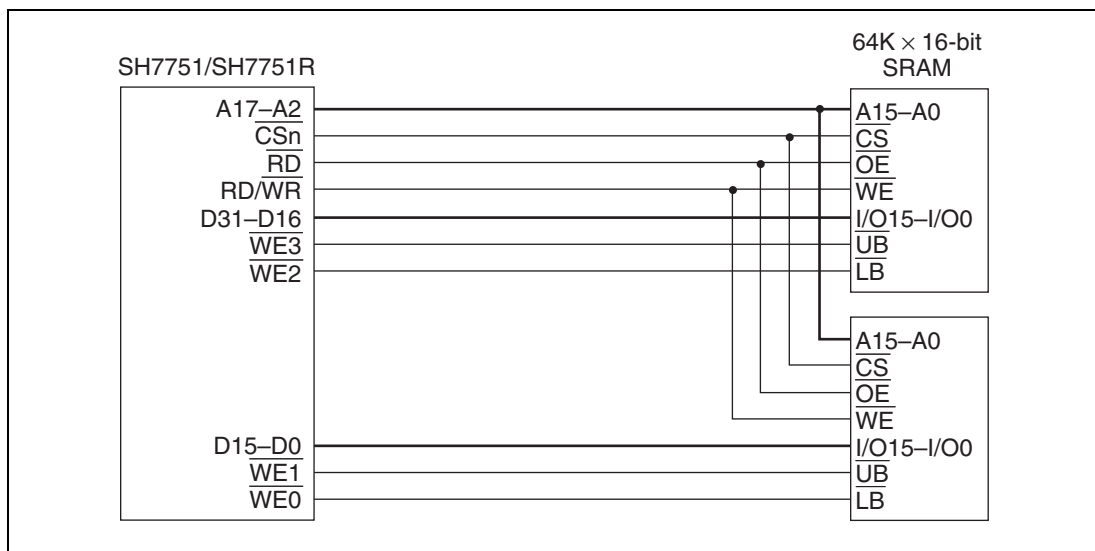 64K × 16-bit
SRAM
SH7751/SH7751R
A17–A2
CSn
RD
RD/WR
D31–D16
WE3
WE2
D15–D0
WE1
WE0
A15–A0
CS
OE
WE
I/O15–I/O0
UB
LB
A15–A0
CS
OE
WE
I/O15–I/O0
UB
LB